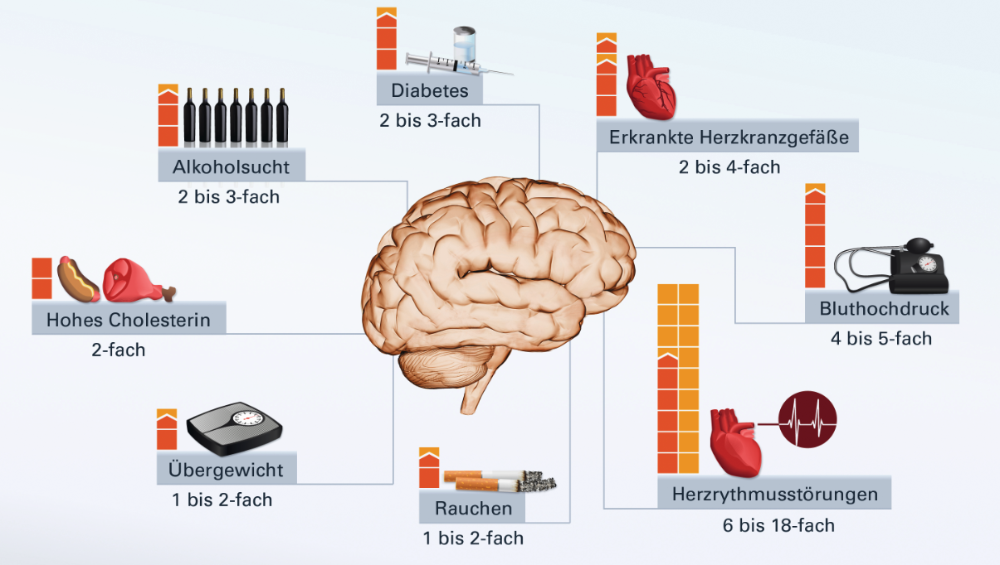 Diabetes
2 bis 3-fach
Erkrankte Herzkranzgefäße
2 bis 4-fach
Alkoholsucht
2 bis 3-fach
Bluthochdruck
4 bis 5-fach
Hohes Cholesterin
2-fach
Übergewicht
1 bis 2-fach
Rauchen
1 bis 2-fach
Herzrythmusstörungen
6 bis 18-fach